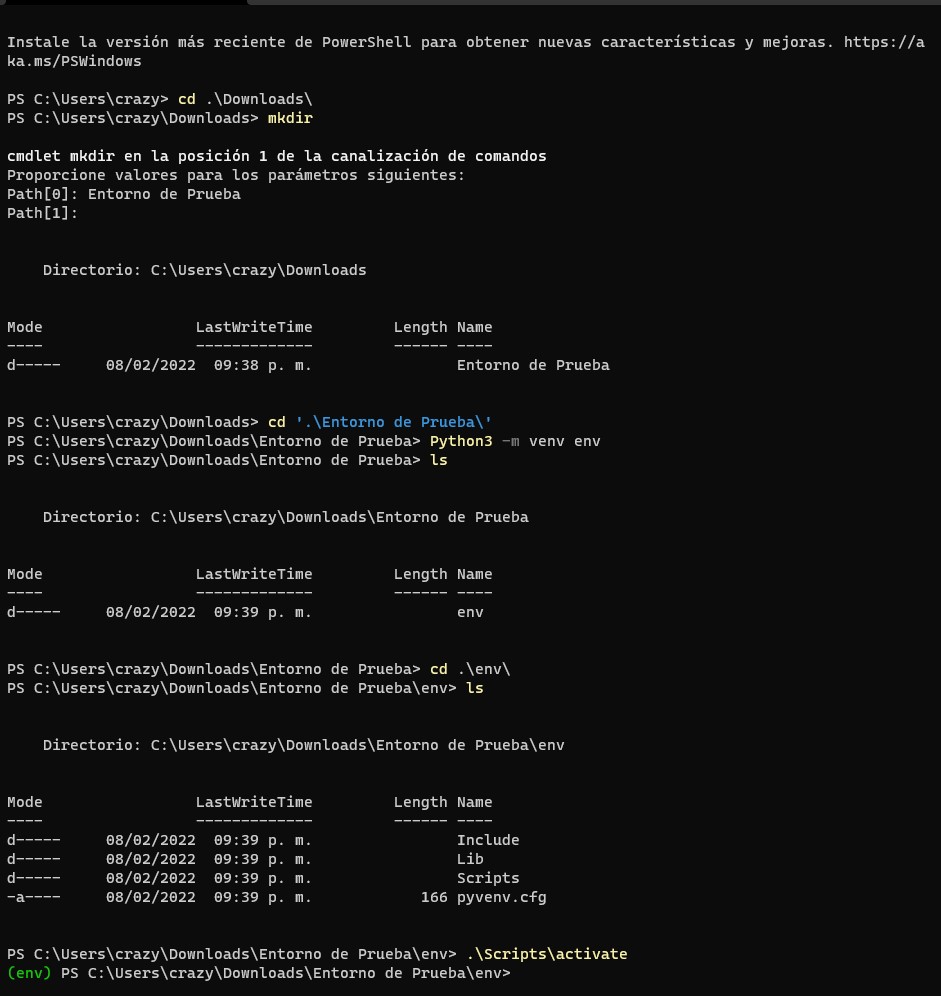 Instale la versión más reciente de PowerShell para obtener nuevas características y mejoras. https://a
ka.ms/PSWindows
PS C:\Users\crazy> cd .\Downloads\
PS C:\Users\crazy\Downloads> mkdir
cmdlet mkdir en la posición 1 de la canalización de comandos
Proporcione valores para los parámetros siguientes:
Path[0]: Entorno de Prueba
Path[1]:
    Directorio: C:\Users\crazy\Downloads
Mode                 LastWriteTime         Length Name
----                 -------------         ------ ----
d-----     08/02/2022  09:38 p. m.                Entorno de Prueba
PS C:\Users\crazy\Downloads> cd '.\Entorno de Prueba\'
PS C:\Users\crazy\Downloads\Entorno de Prueba> Python3 -m venv env
PS C:\Users\crazy\Downloads\Entorno de Prueba> ls
    Directorio: C:\Users\crazy\Downloads\Entorno de Prueba
Mode                 LastWriteTime         Length Name
----                 -------------         ------ ----
d-----     08/02/2022  09:39 p. m.                env
PS C:\Users\crazy\Downloads\Entorno de Prueba> cd .\env\
PS C:\Users\crazy\Downloads\Entorno de Prueba\env> ls
    Directorio: C:\Users\crazy\Downloads\Entorno de Prueba\env
Mode                 LastWriteTime         Length Name
----                 -------------         ------ ----
d-----     08/02/2022  09:39 p. m.                Include
d-----     08/02/2022  09:39 p. m.                Lib
d-----     08/02/2022  09:39 p. m.                Scripts
-a----     08/02/2022  09:39 p. m.            166 pyvenv.cfg
PS C:\Users\crazy\Downloads\Entorno de Prueba\env> .\Scripts\activate
(env) PS C:\Users\crazy\Downloads\Entorno de Prueba\env>